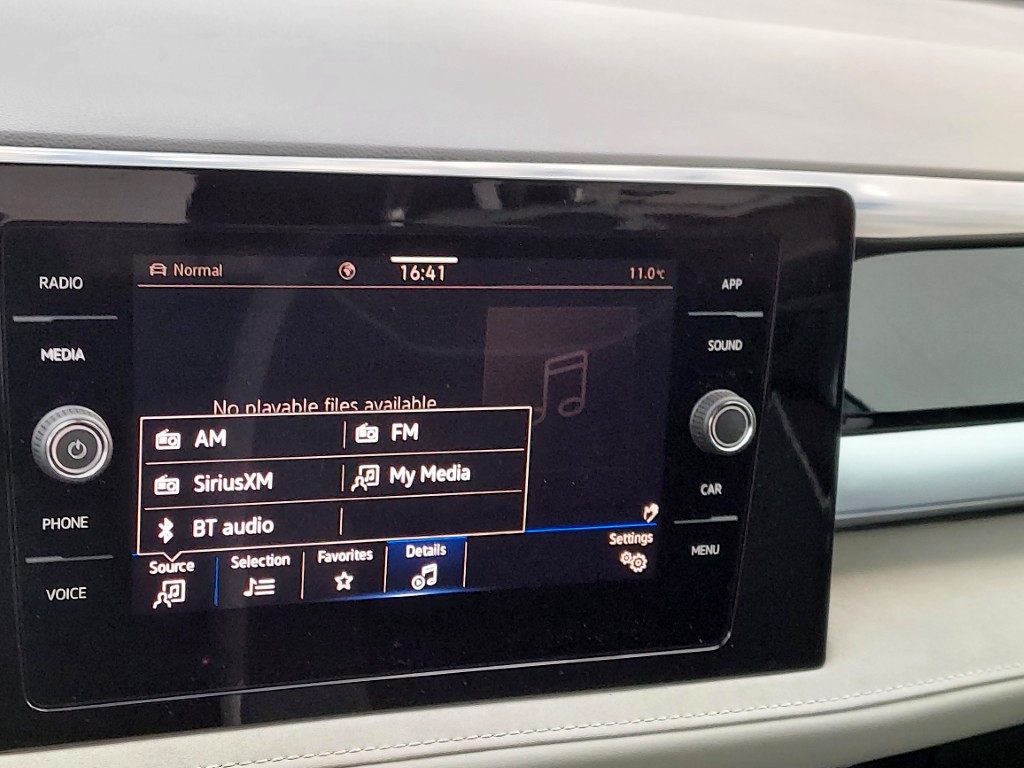 RADIO
MEDIA
PHONE
VOICE
Normal
16:41
11.0°C
No playable files available
AM
FM
SiriusXM
My Media
BT audio
Source
Selection
Favorites
Details
Settings
APP
SOUND
CAR
MENU